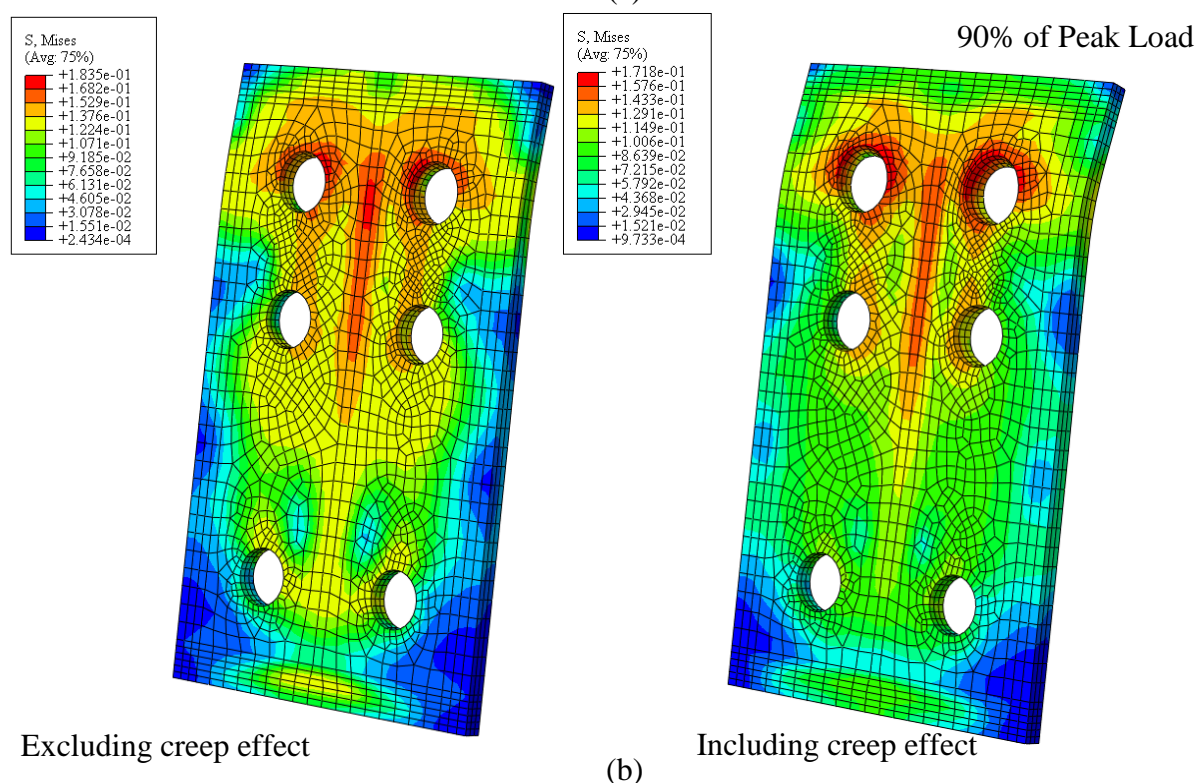 S, Mises
(Avg: 75%)
+1.835e-01
+1.682e-01
+1.529e-01
+1.376e-01
+1.224e-01
+1.071e-01
+9.185e-02
+7.658e-02
+6.131e-02
+4.605e-02
+3.078e-02
+1.551e-02
+2.434e-04
S, Mises
(Avg: 75%)
+1.718e-01
+1.576e-01
+1.433e-01
+1.291e-01
+1.149e-01
+1.006e-01
+8.639e-02
+7.215e-02
+5.792e-02
+4.368e-02
+2.945e-02
+1.521e-02
+9.733e-04
90% of Peak Load
Excluding creep effect
Including creep effect
(b)